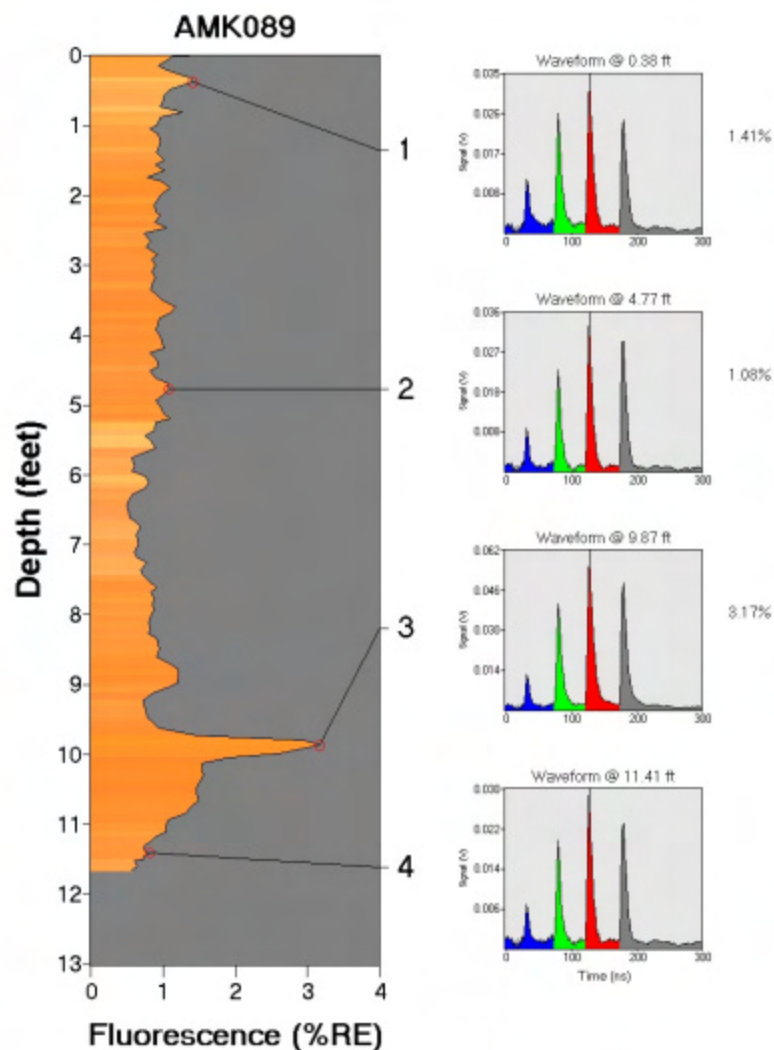 AMK089
0
1
2
3
4
5
6
7
8
9
10
11
12
13
Depth (feet)
0 1 2 3 4
Fluorescence (%RE)
1
2
3
4
Waveform @ 0.38 ft
0.035
0.026
0.017
0.008
Signal (V)
0 100 200 300
1.41%
Waveform @ 4.77 ft
0.036
0.027
0.018
0.008
Signal (V)
0 100 200 300
1.08%
Waveform @ 9.87 ft
0.062
0.046
0.030
0.014
Signal (V)
0 100 200 300
3.17%
Waveform @ 11.41 ft
0.030
0.022
0.014
0.006
Signal (V)
0 100 200 300
Time (ns)